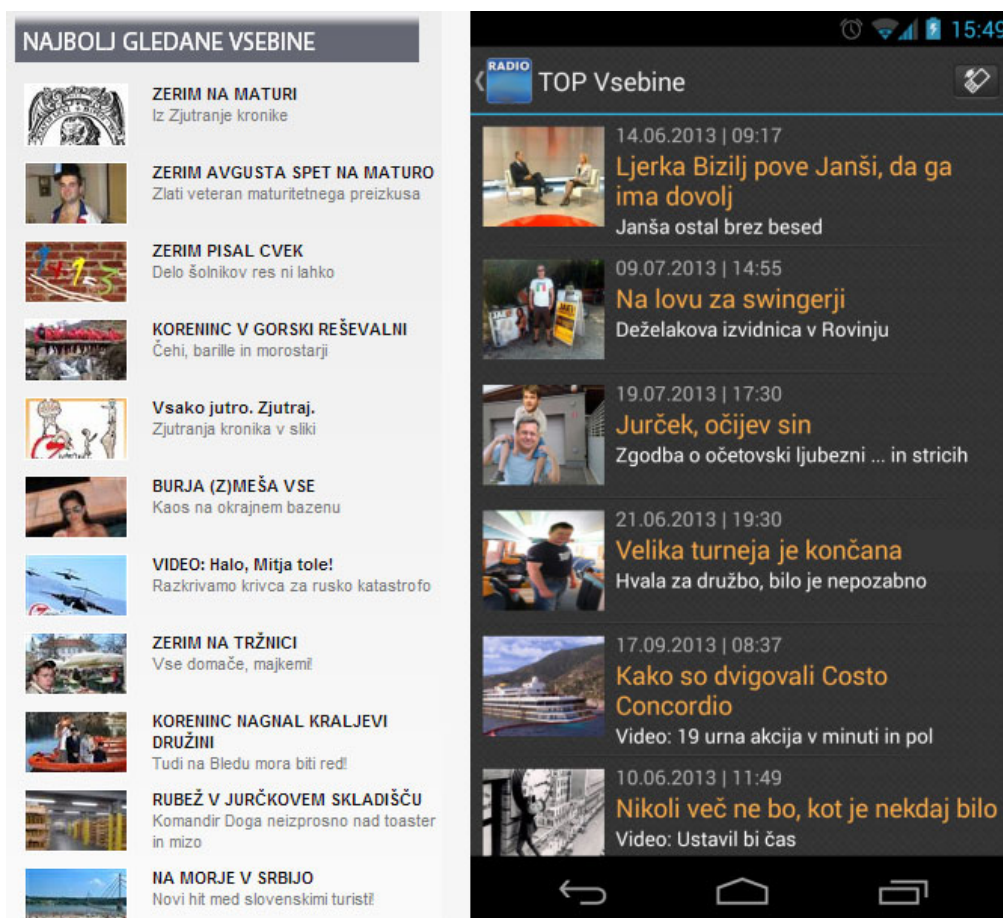 NAJBOLJ GLEDANE VSEBINE
ZERIM NA MATURI
Iz Zjutranje kronike
ZERIM AVGUSTA SPET NA MATURO
Zlati veteran maturitetnega preizkusa
ZERIM PISAL CVEK
Delo šolnikov res ni lahko
KORENINC V GORSKI REŠEVALNI
Čehi, barille in morostarji
Vsako jutro. Zjutraj.
Zjutranja kronika v sliki
BURJA (Z)MEŠA VSE
Kaos na okrajnem bazenu
VIDEO: Halo, Mitja tole!
Razkrivamo krivca za rusko katastrofo
ZERIM NA TRŽNICI
Vse domače, majkemi!
KORENINC NAGNAL KRALJEVI
DRUŽINI
Tudi na Bledu mora biti red!
RUBEŽ V JURČKOVEM SKLADIŠČU
Komandir Doga neizprosno nad toaster
in mizo
NA MORJE V SRBIJO
Novi hit med slovenskimi turisti!
15:49
RADIO
TOP Vsebine
14.06.2013 | 09:17
Ljerka Bizilj pove Janši, da ga
ima dovolj
Janša ostal brez besed
09.07.2013 | 14:55
Na lovu za swingerji
Deželakova izvidnica v Rovinju
19.07.2013 | 17:30
Jurček, očijev sin
Zgodba o očetovski ljubezni ... in stricih
21.06.2013 | 19:30
Velika turneja je končana
Hvala za družbo, bilo je nepozabno
17.09.2013 | 08:37
Kako so dvigovali Costo
Concordio
Video: 19 urna akcija v minuti in pol
10.06.2013 | 11:49
Nikoli več ne bo, kot je nekdaj bilo
Video: Ustavil bi čas